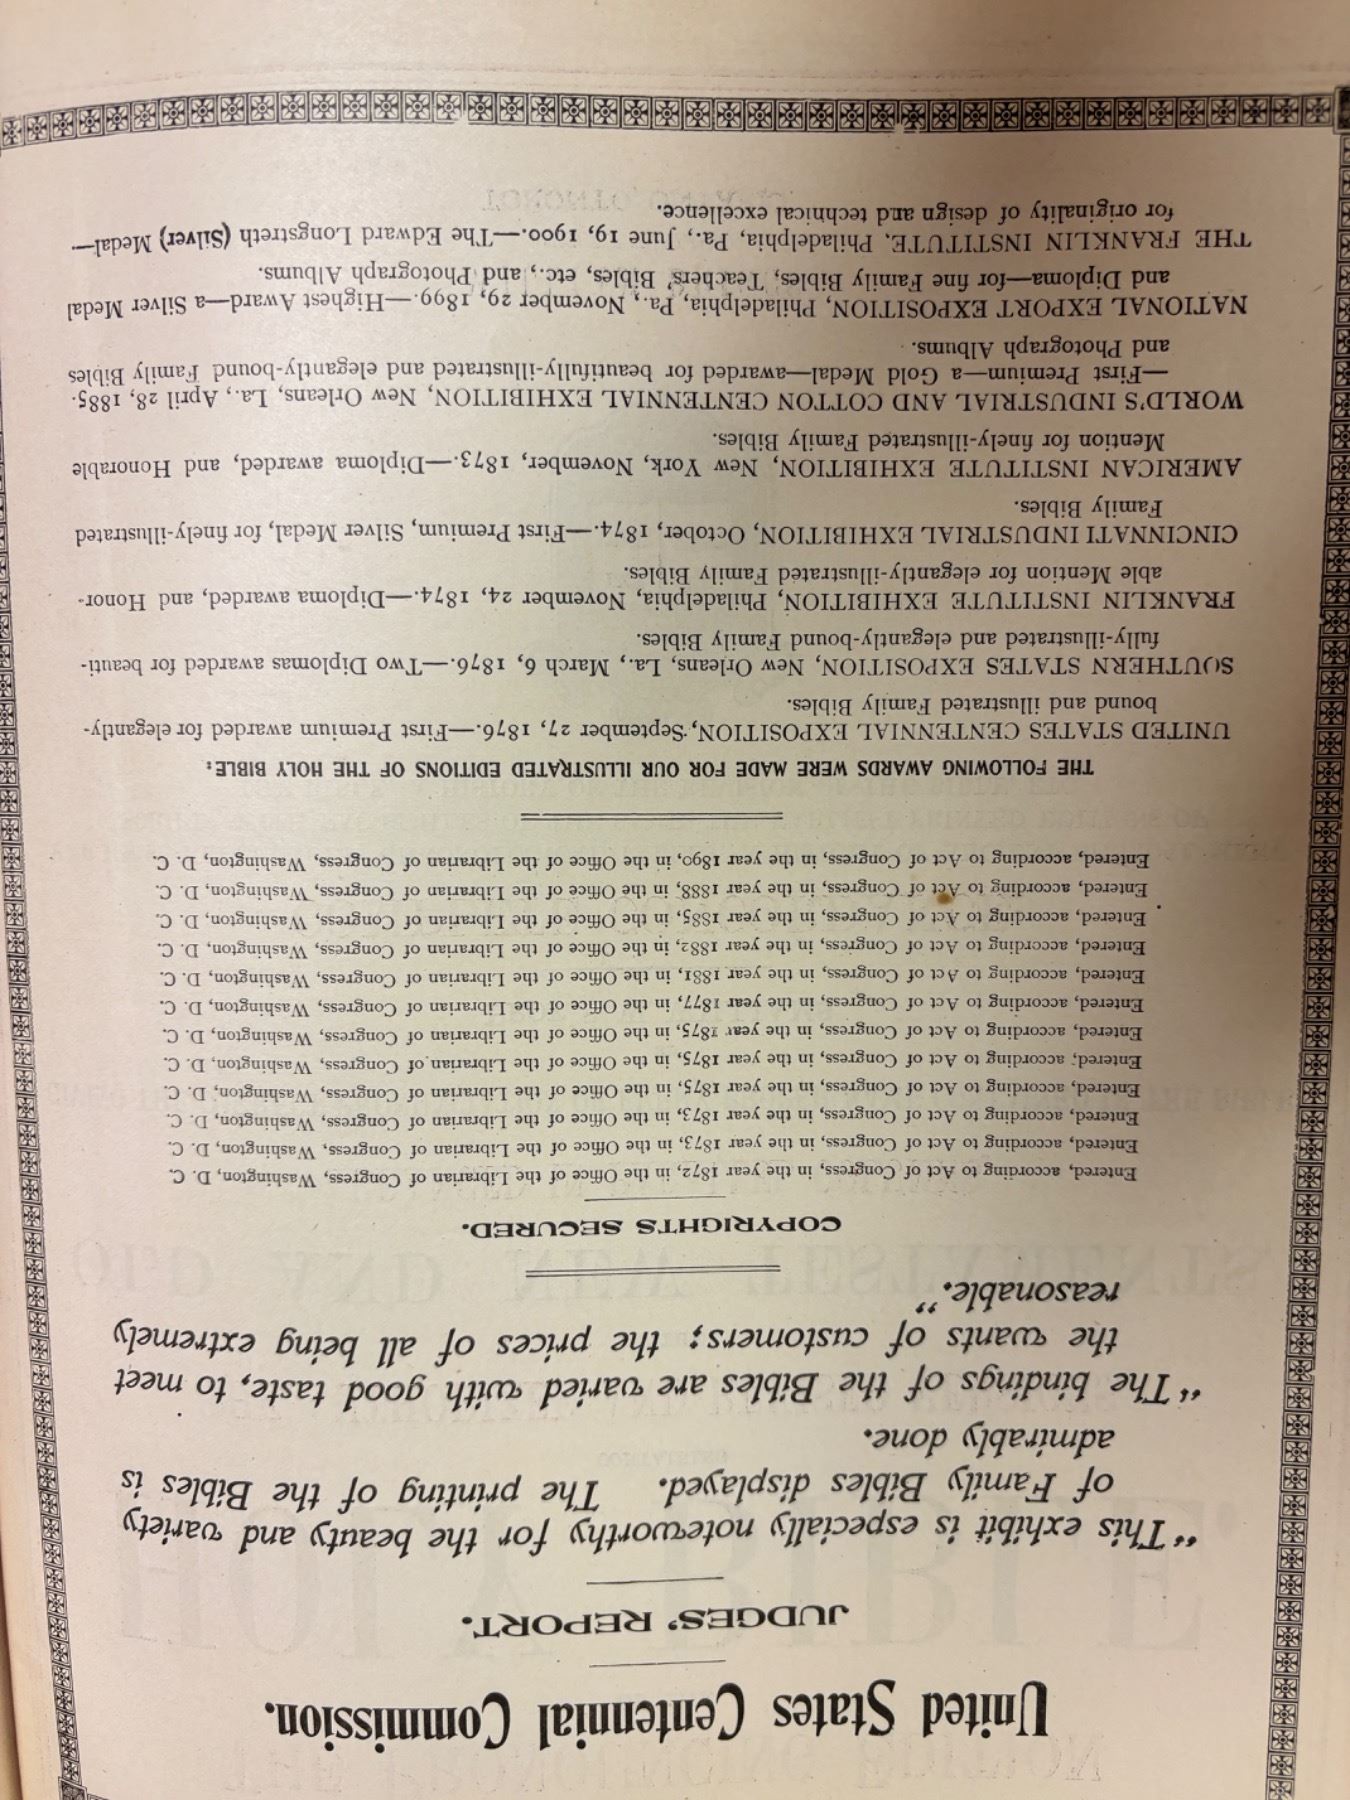 United States Centennial Commission.
JUDGES' REPORT.
"This exhibit is especially noteworthy for the beauty and variety
of Family Bibles displayed. The printing of the Bibles is
admirably done.
"The bindings of the Bibles are varied with good taste, to meet
the wants of customers; the prices of all being extremely
reasonable."
COPYRIGHTS SECURED.
Entered, according to Act of Congress, in the year 1872, in the Office of the Librarian of Congress, Washington, D. C.
Entered, according to Act of Congress, in the year 1873, in the Office of the Librarian of Congress, Washington, D. C.
Entered, according to Act of Congress, in the year 1873, in the Office of the Librarian of Congress, Washington, D. C.
Entered, according to Act of Congress, in the year 1875, in the Office of the Librarian of Congress, Washington, D. C.
Entered, according to Act of Congress, in the year 1875, in the Office of the Librarian of Congress, Washington, D. C.
Entered, according to Act of Congress, in the year 1875, in the Office of the Librarian of Congress, Washington, D. C.
Entered, according to Act of Congress, in the year 1877, in the Office of the Librarian of Congress, Washington, D. C.
Entered, according to Act of Congress, in the year 1881, in the Office of the Librarian of Congress, Washington, D. C.
Entered, according to Act of Congress, in the year 1882, in the Office of the Librarian of Congress, Washington, D. C.
Entered, according to Act of Congress, in the year 1885, in the Office of the Librarian of Congress, Washington, D. C.
Entered, according to Act of Congress, in the year 1888, in the Office of the Librarian of Congress, Washington, D. C.
Entered, according to Act of Congress, in the year 1890, in the Office of the Librarian of Congress, Washington, D. C.
THE FOLLOWING AWARDS WERE MADE FOR OUR ILLUSTRATED EDITIONS OF THE HOLY BIBLE:
UNITED STATES CENTENNIAL EXPOSITION, September 27, 1876.—First Premium awarded for elegantly-
bound and illustrated Family Bibles.
SOUTHERN STATES EXPOSITION, New Orleans, La., March 6, 1876.—Two Diplomas awarded for beauti-
fully-illustrated and elegantly-bound Family Bibles.
FRANKLIN INSTITUTE EXHIBITION, Philadelphia, November 24, 1874.—Diploma awarded, and Honor-
able Mention for elegantly-illustrated Family Bibles.
CINCINNATI INDUSTRIAL EXHIBITION, October, 1874.—First Premium, Silver Medal, for finely-illustrated
Family Bibles.
AMERICAN INSTITUTE EXHIBITION, New York, November, 1873.—Diploma awarded, and Honorable
Mention for finely-illustrated Family Bibles.
WORLD'S INDUSTRIAL AND COTTON CENTENNIAL EXHIBITION, New Orleans, La., April 28, 1885.
—First Premium—a Gold Medal—awarded for beautifully-illustrated and elegantly-bound Family Bibles
and Photograph Albums.
NATIONAL EXPORT EXPOSITION, Philadelphia, Pa., November 29, 1899.—Highest Award—a Silver Medal
and Diploma—for fine Family Bibles, Teachers' Bibles, etc., and Photograph Albums.
THE FRANKLIN INSTITUTE, Philadelphia, Pa., June 19, 1900.—The Edward Longstreth (Silver) Medal—
for originality of design and technical excellence.